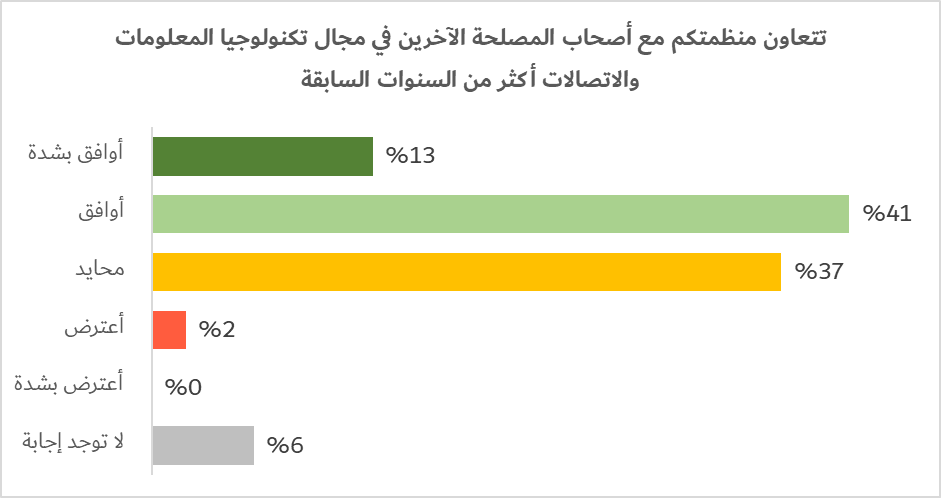 تتعاون منظمتكم مع أصحاب المصلحة الآخرين في مجال تكنولوجيا المعلومات
والاتصالات أكثر من السنوات السابقة
أوافق بشدة %13
أوافق %41
محايد %37
أعترض %2
أعترض بشدة %0
لا توجد إجابة %6